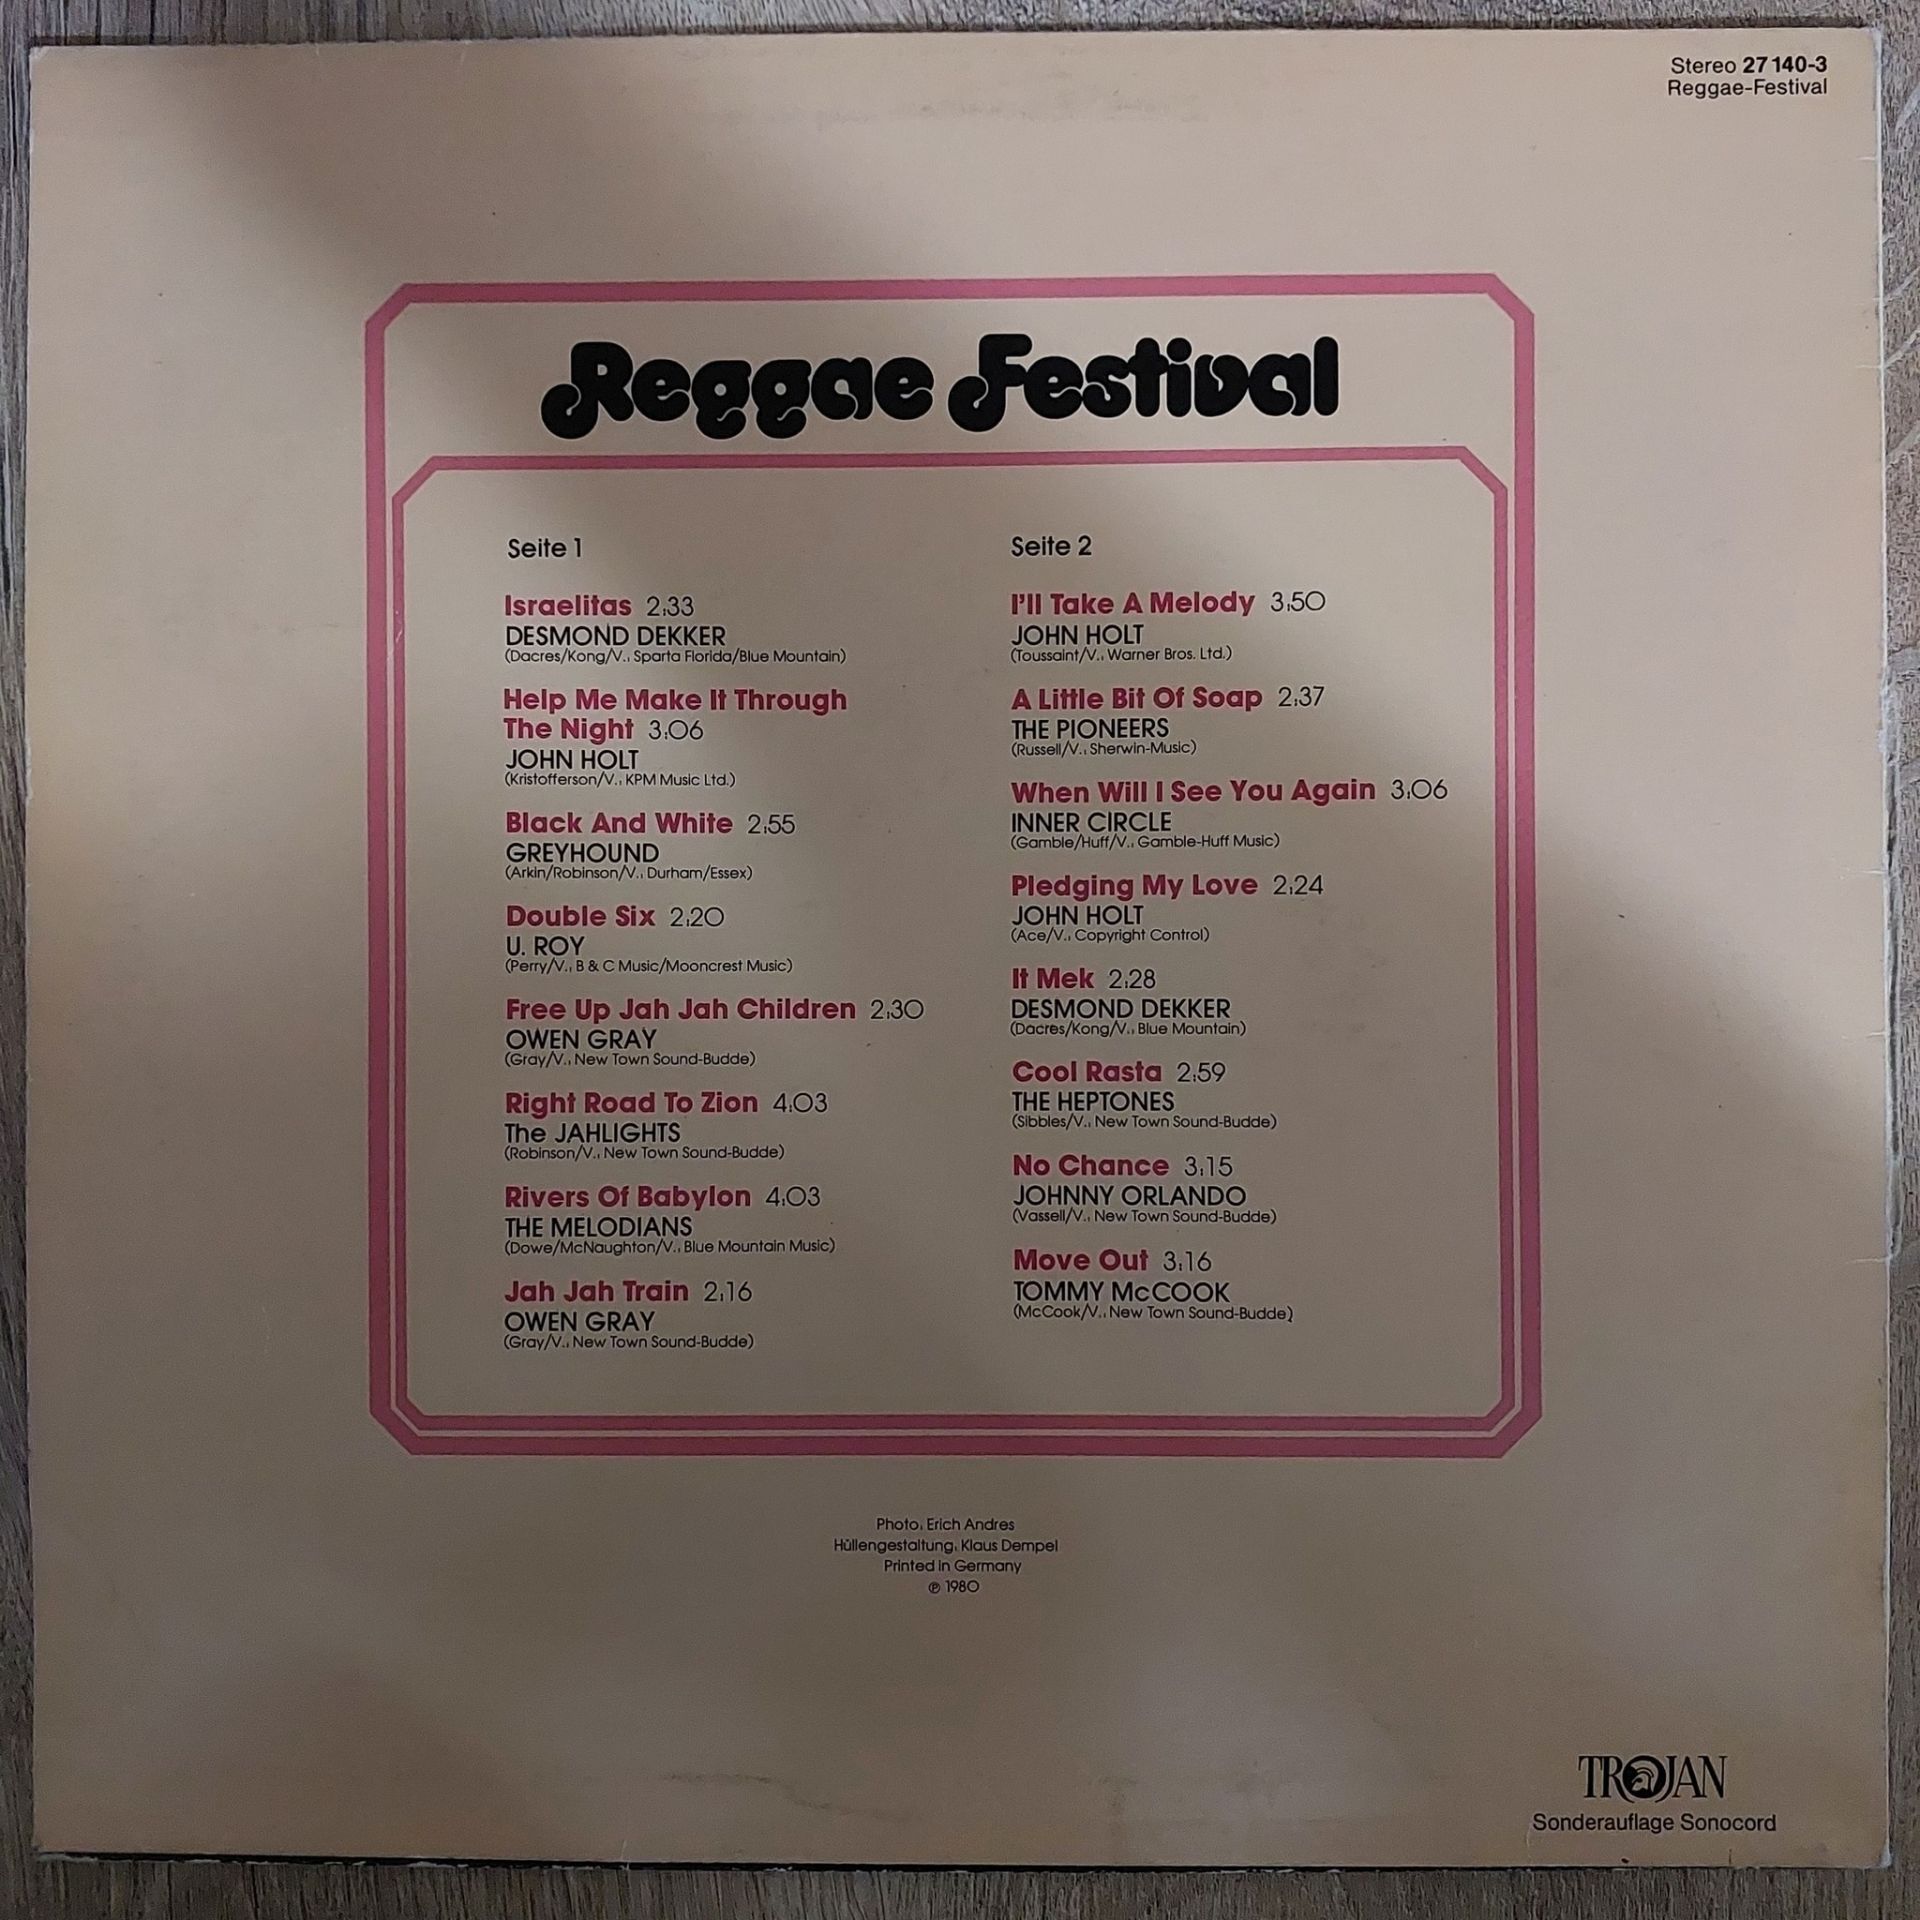 Stereo 27 140-3
Reggae-Festival
Reggae Festival
Seite 1
Israelitas 2:33
DESMOND DEKKER
(Dacres/Kong/V.: Sparta Florida/Blue Mountain)
Help Me Make It Through
The Night 3:06
JOHN HOLT
(Kristofferson/V.: KPM Music Ltd.)
Black And White 2:55
GREYHOUND
(Arkin/Robinson/V.: Durham/Essex)
Double Six 2:20
U. ROY
(Perry/V.: B & C Music/Mooncrest Music)
Free Up Jah Jah Children 2:30
OWEN GRAY
(Gray/V.: New Town Sound-Budde)
Right Road To Zion 4:03
The JAHLIGHTS
(Robinson/V.: New Town Sound-Budde)
Rivers Of Babylon 4:03
THE MELODIANS
(Dowe/McNaughton/V.: Blue Mountain Music)
Jah Jah Train 2:16
OWEN GRAY
(Gray/V.: New Town Sound-Budde)
Seite 2
I'll Take A Melody 3:50
JOHN HOLT
(Toussaint/V.: Warner Bros. Ltd.)
A Little Bit Of Soap 2:37
THE PIONEERS
(Russell/V.: Sherwin-Music)
When Will I See You Again 3:06
INNER CIRCLE
(Gamble/Huff/V.: Gamble-Huff Music)
Pledging My Love 2:24
JOHN HOLT
(Ace/V.: Copyright Control)
It Mek 2:28
DESMOND DEKKER
(Dacres/Kong/V.: Blue Mountain)
Cool Rasta 2:59
THE HEPTONES
(Sibbles/V.: New Town Sound-Budde)
No Chance 3:15
JOHNNY ORLANDO
(Vassell/V.: New Town Sound-Budde)
Move Out 3:16
TOMMY McCOOK
(McCook/V.: New Town Sound-Budde)
Photo: Erich Andres
Hüllengestaltung: Klaus Dempel
Printed in Germany
℗ 1980
TROJAN
Sonderauflage Sonocord